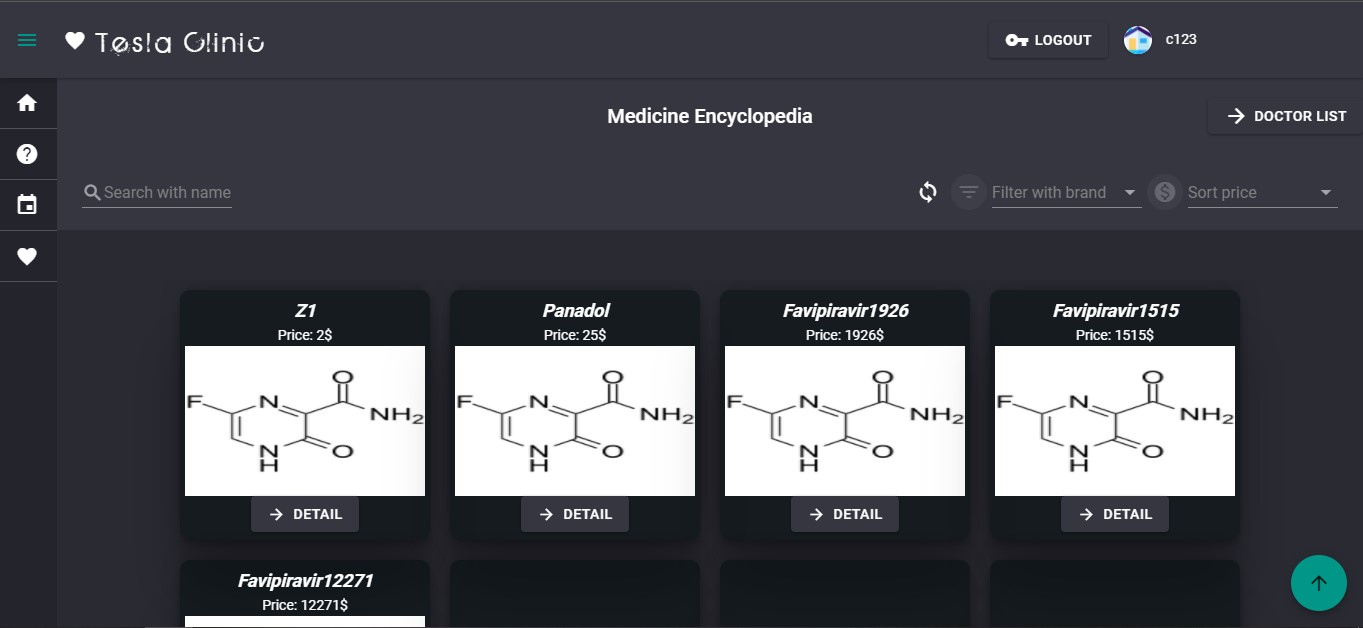 Tesla Clinic
LOGOUT
c123
Medicine Encyclopedia
DOCTOR LIST
Search with name
Filter with brand
Sort price
Z1
Price: 2$
F N O NH2 O N H
DETAIL
Panadol
Price: 25$
F N O NH2 O N H
DETAIL
Favipiravir1926
Price: 1926$
F N O NH2 O N H
DETAIL
Favipiravir1515
Price: 1515$
F N O NH2 O N H
DETAIL
Favipiravir12271
Price: 12271$